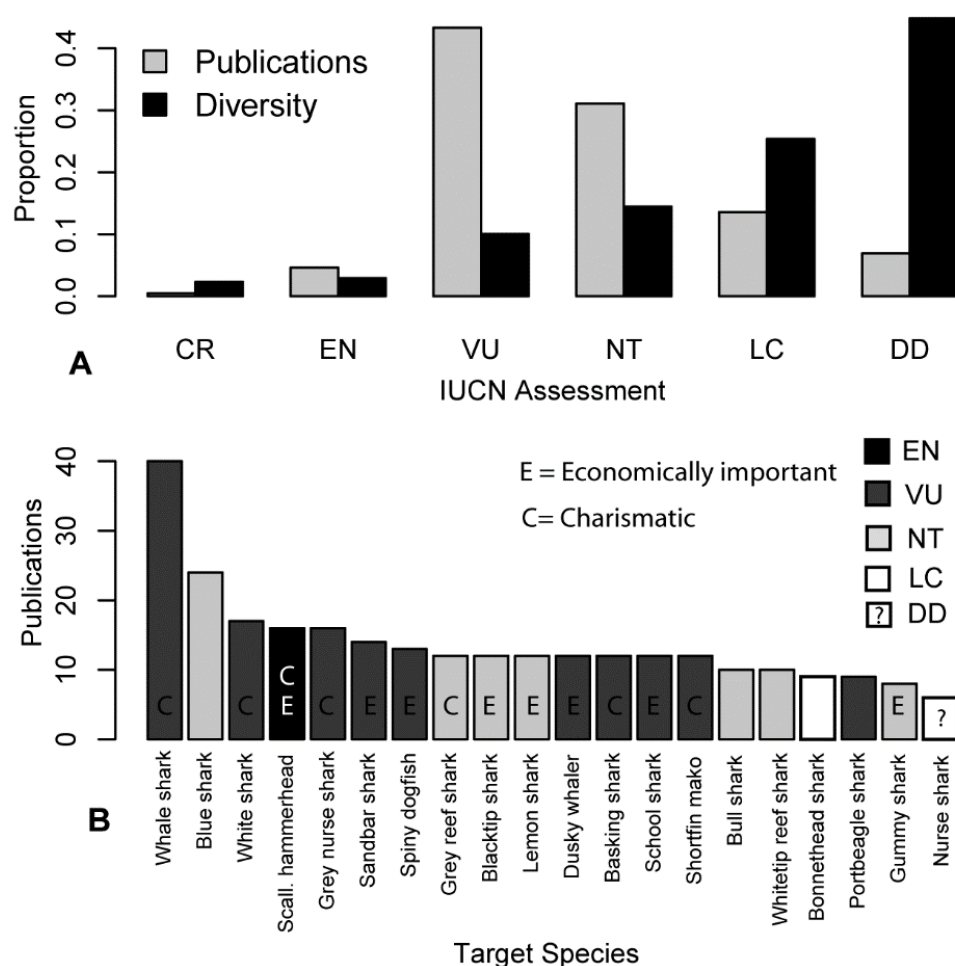 Proportion
0.0 0.1 0.2 0.3 0.4
Publications
Diversity
CR EN VU NT LC DD
A
IUCN Assessment
Publications
0 10 20 30 40
E = Economically important
C= Charismatic
EN
VU
NT
LC
? DD
C C C E C E E C E E E C E C E ?
Whale shark
Blue shark
White shark
Scall. hammerhead
Grey nurse shark
Sandbar shark
Spiny dogfish
Grey reef shark
Blacktip shark
Lemon shark
Dusky whaler
Basking shark
School shark
Shortfin mako
Bull shark
Whitetip reef shark
Bonnethead shark
Portbeagle shark
Gummy shark
Nurse shark
B
Target Species